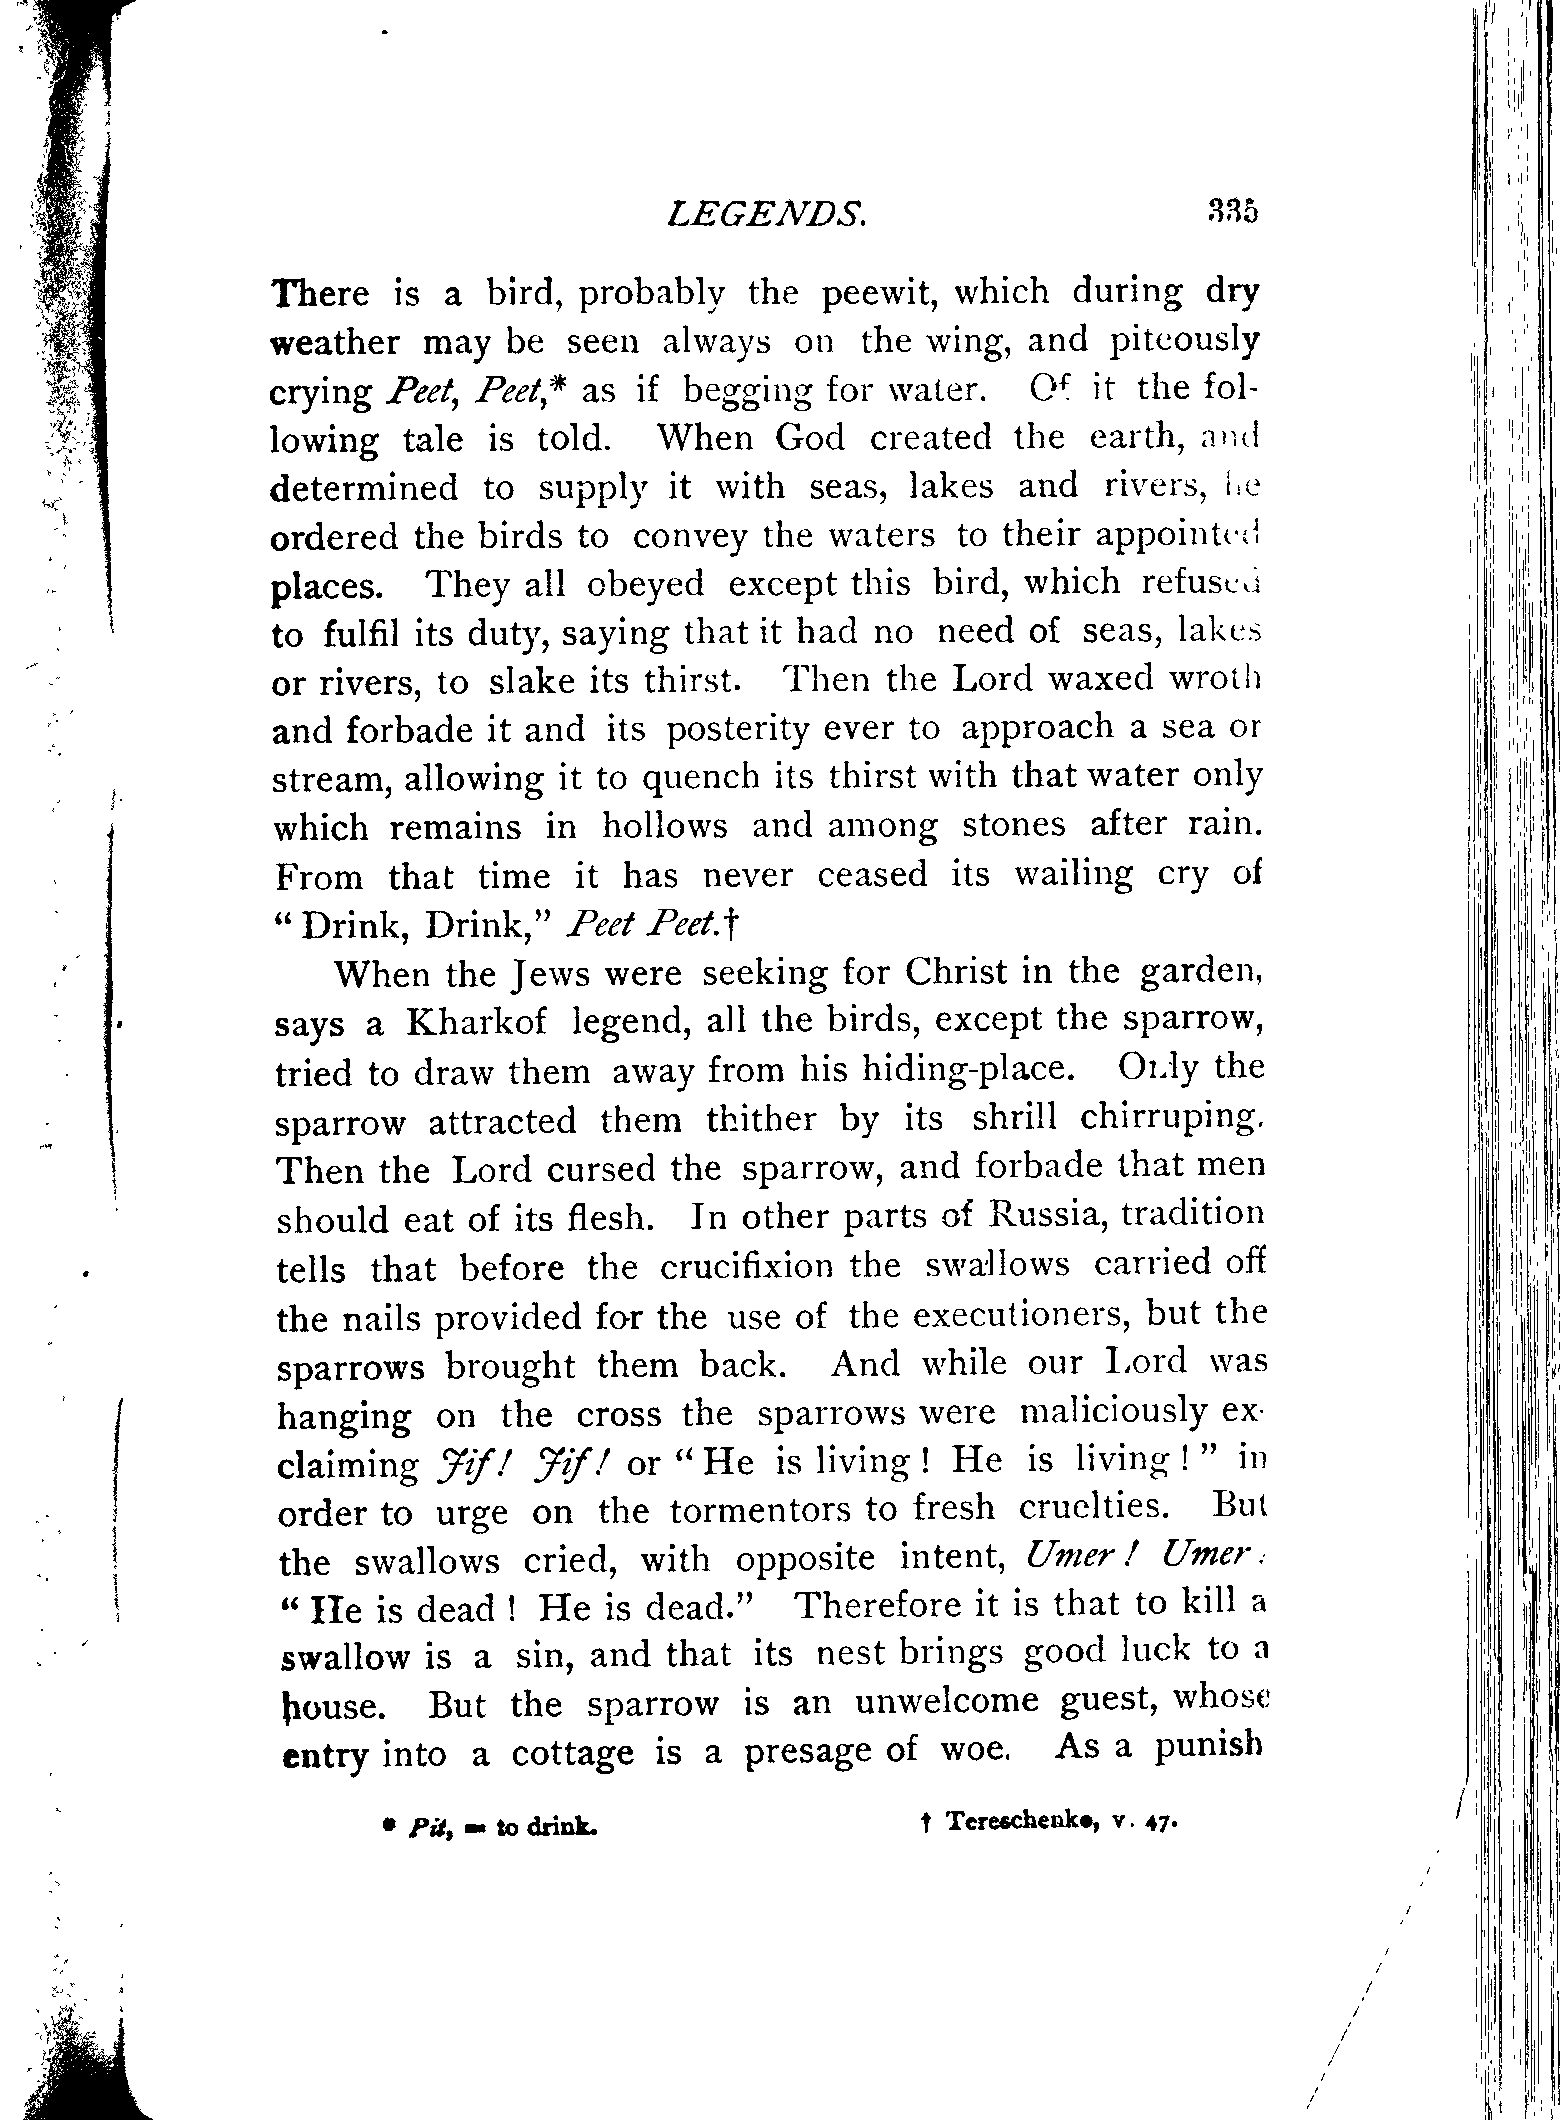 LEGENDS. 335
There is a bird, probably the peewit, which during dry
weather may be seen always on the wing, and piteously
crying Peet, Peet,* as if begging for water. Of it the fol-
lowing tale is told. When God created the earth, and
determined to supply it with seas, lakes and rivers, he
ordered the birds to convey the waters to their appointed
places. They all obeyed except this bird, which refused
to fulfil its duty, saying that it had no need of seas, lakes
or rivers, to slake its thirst. Then the Lord waxed wroth
and forbade it and its posterity ever to approach a sea or
stream, allowing it to quench its thirst with that water only
which remains in hollows and among stones after rain.
From that time it has never ceased its wailing cry of
“ Drink, Drink,” Peet Peet.†
When the Jews were seeking for Christ in the garden,
says a Kharkof legend, all the birds, except the sparrow,
tried to draw them away from his hiding-place. Only the
sparrow attracted them thither by its shrill chirruping.
Then the Lord cursed the sparrow, and forbade that men
should eat of its flesh. In other parts of Russia, tradition
tells that before the crucifixion the swallows carried off
the nails provided for the use of the executioners, but the
sparrows brought them back. And while our Lord was
hanging on the cross the sparrows were maliciously ex-
claiming Jif! Jif! or “ He is living ! He is living ! ” in
order to urge on the tormentors to fresh cruelties. But
the swallows cried, with opposite intent, Umer ! Umer !
“ He is dead ! He is dead.” Therefore it is that to kill a
swallow is a sin, and that its nest brings good luck to a
house. But the sparrow is an unwelcome guest, whose
entry into a cottage is a presage of woe. As a punish
* Pit, = to drink. † Tereschenko, v. 47.